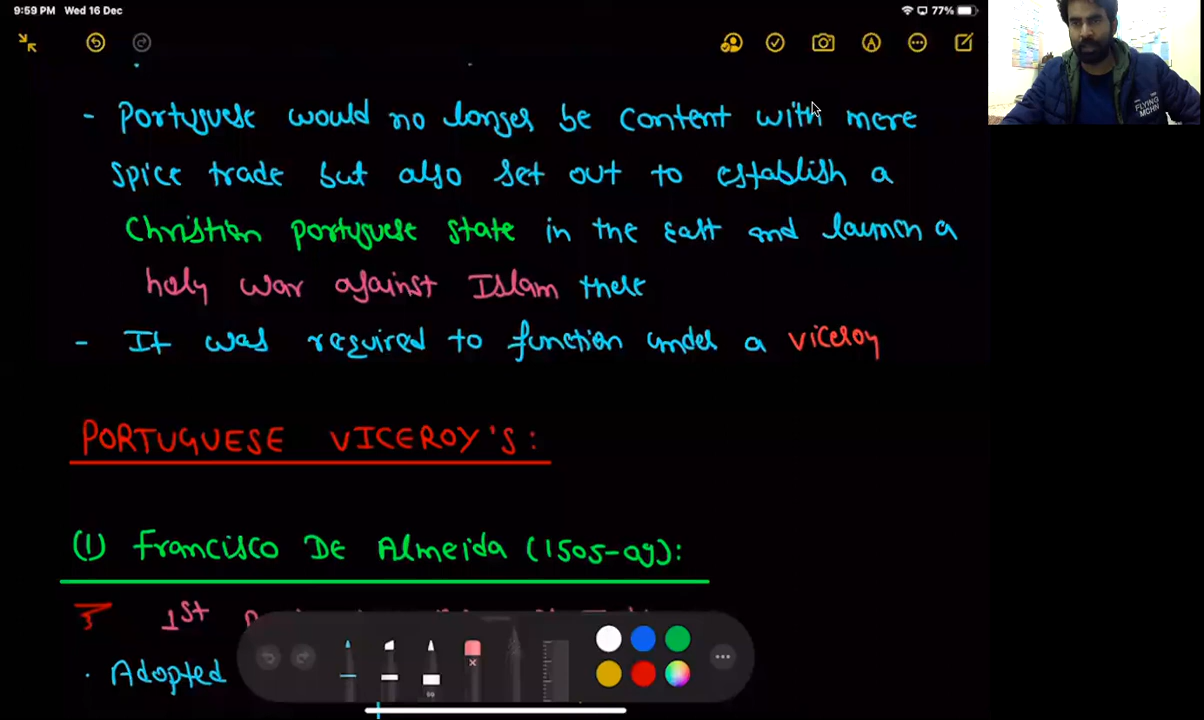 9:59 PM Wed 16 Dec
77%
FLYING
MCHN
- Portuguese would no longer be content with mere
spice trade but also set out to establish a
Christian portuguese state in the east and launch a
holy war against Islam there
- It was required to function under a viceroy
PORTUGUESE VICEROY'S:
(1) Francisco De Almeida (1505-09):
1st
• Adopted